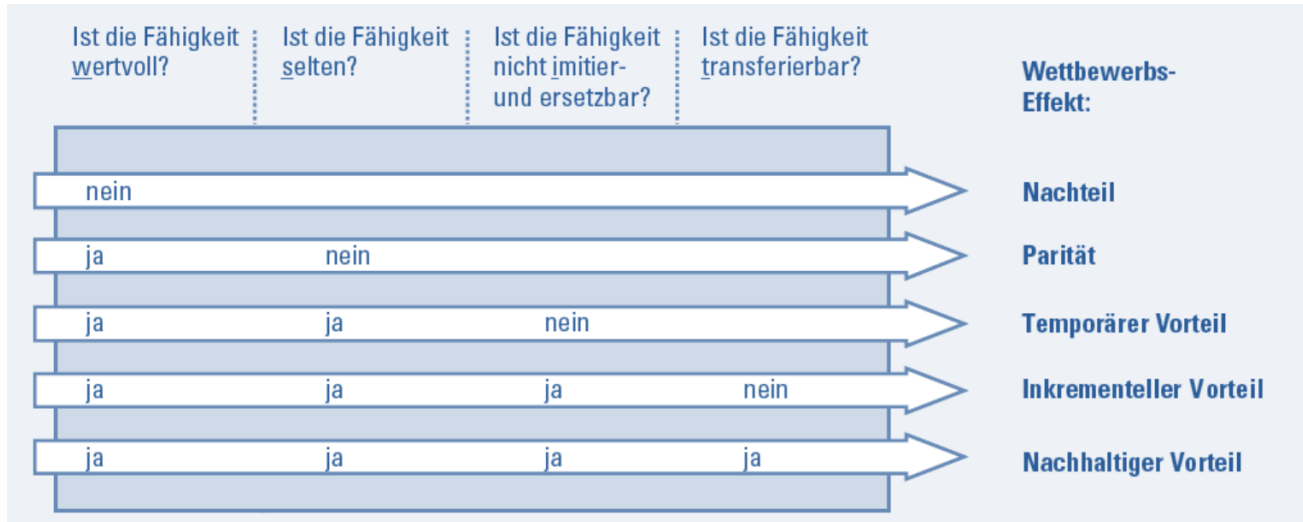 Ist die Fähigkeit
wertvoll?
Ist die Fähigkeit
selten?
Ist die Fähigkeit
nicht imitier-
und ersetzbar?
Ist die Fähigkeit
transferierbar?
Wettbewerbs-
Effekt:
nein Nachteil
ja nein Parität
ja ja nein Temporärer Vorteil
ja ja ja nein Inkrementeller Vorteil
ja ja ja ja Nachhaltiger Vorteil